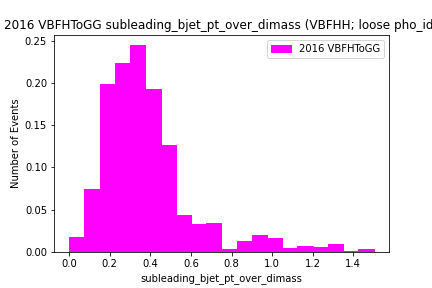 2016 VBFHToGG subleading_bjet_pt_over_dimass (VBFHH; loose pho_id
2016 VBFHToGG
0.25
0.20
0.15
0.10
0.05
0.00
Number of Events
0.0 0.2 0.4 0.6 0.8 1.0 1.2 1.4
subleading_bjet_pt_over_dimass